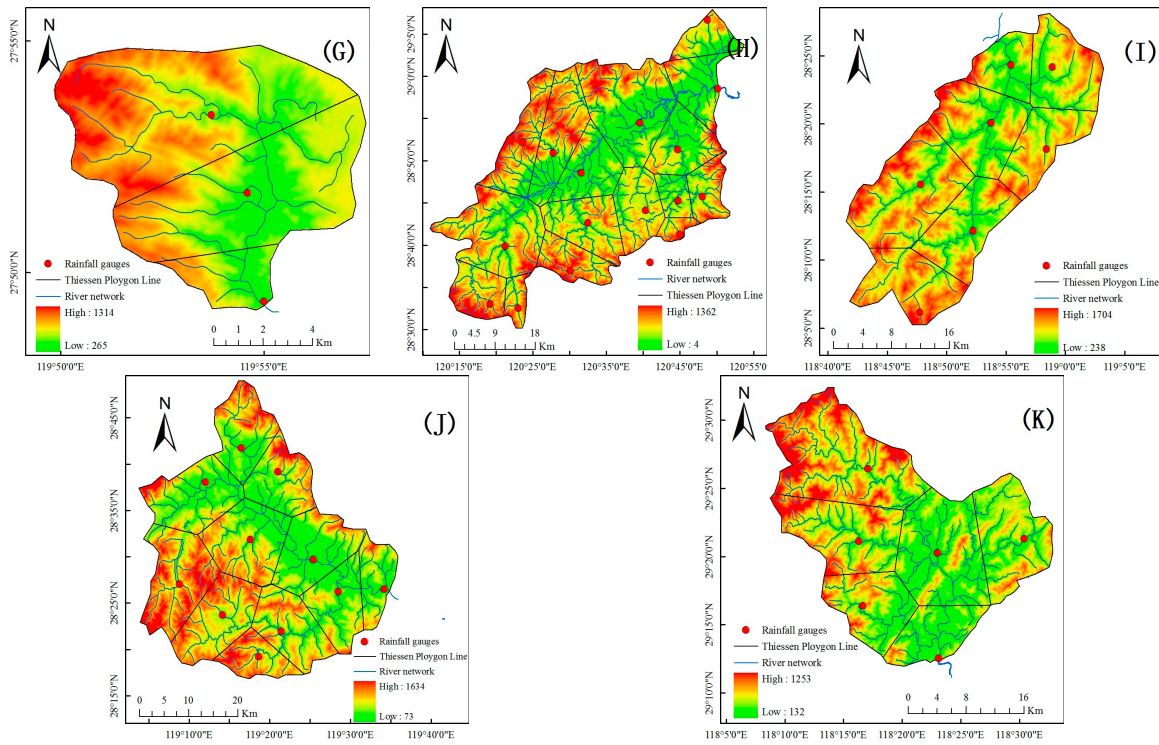 N
(G)
27°55'0"N
27°50'0"N
Rainfall gauges
Thiessen Ploygon Line
River network
High : 1314
Low : 265
0 1 2 4
Km
119°50'0"E 119°55'0"E
N
(H)
29°5'0"N
29°0'0"N
28°50'0"N
28°40'0"N
28°30'0"N
Rainfall gauges
Thiessen Ploygon Line
River network
High : 1362
Low : 4
0 4.5 9 18
Km
120°15'0"E 120°25'0"E 120°35'0"E 120°45'0"E 120°55'0"E
N
(I)
28°25'0"N
28°20'0"N
28°15'0"N
28°10'0"N
28°5'0"N
Rainfall gauges
Thiessen Ploygon Line
River network
High : 1704
Low : 238
0 4 8 16
Km
118°40'0"E 118°45'0"E 118°50'0"E 118°55'0"E 119°0'0"E 119°5'0"E
N
(J)
28°45'0"N
28°35'0"N
28°25'0"N
28°15'0"N
Rainfall gauges
Thiessen Ploygon Line
River network
High : 1634
Low : 73
0 5 10 20
Km
119°10'0"E 119°20'0"E 119°30'0"E 119°40'0"E
N
(K)
29°30'0"N
29°25'0"N
29°20'0"N
29°15'0"N
29°10'0"N
Rainfall gauges
Thiessen Ploygon Line
River network
High : 1253
Low : 132
0 4 8 16
Km
118°5'0"E 118°10'0"E 118°15'0"E 118°20'0"E 118°25'0"E 118°30'0"E